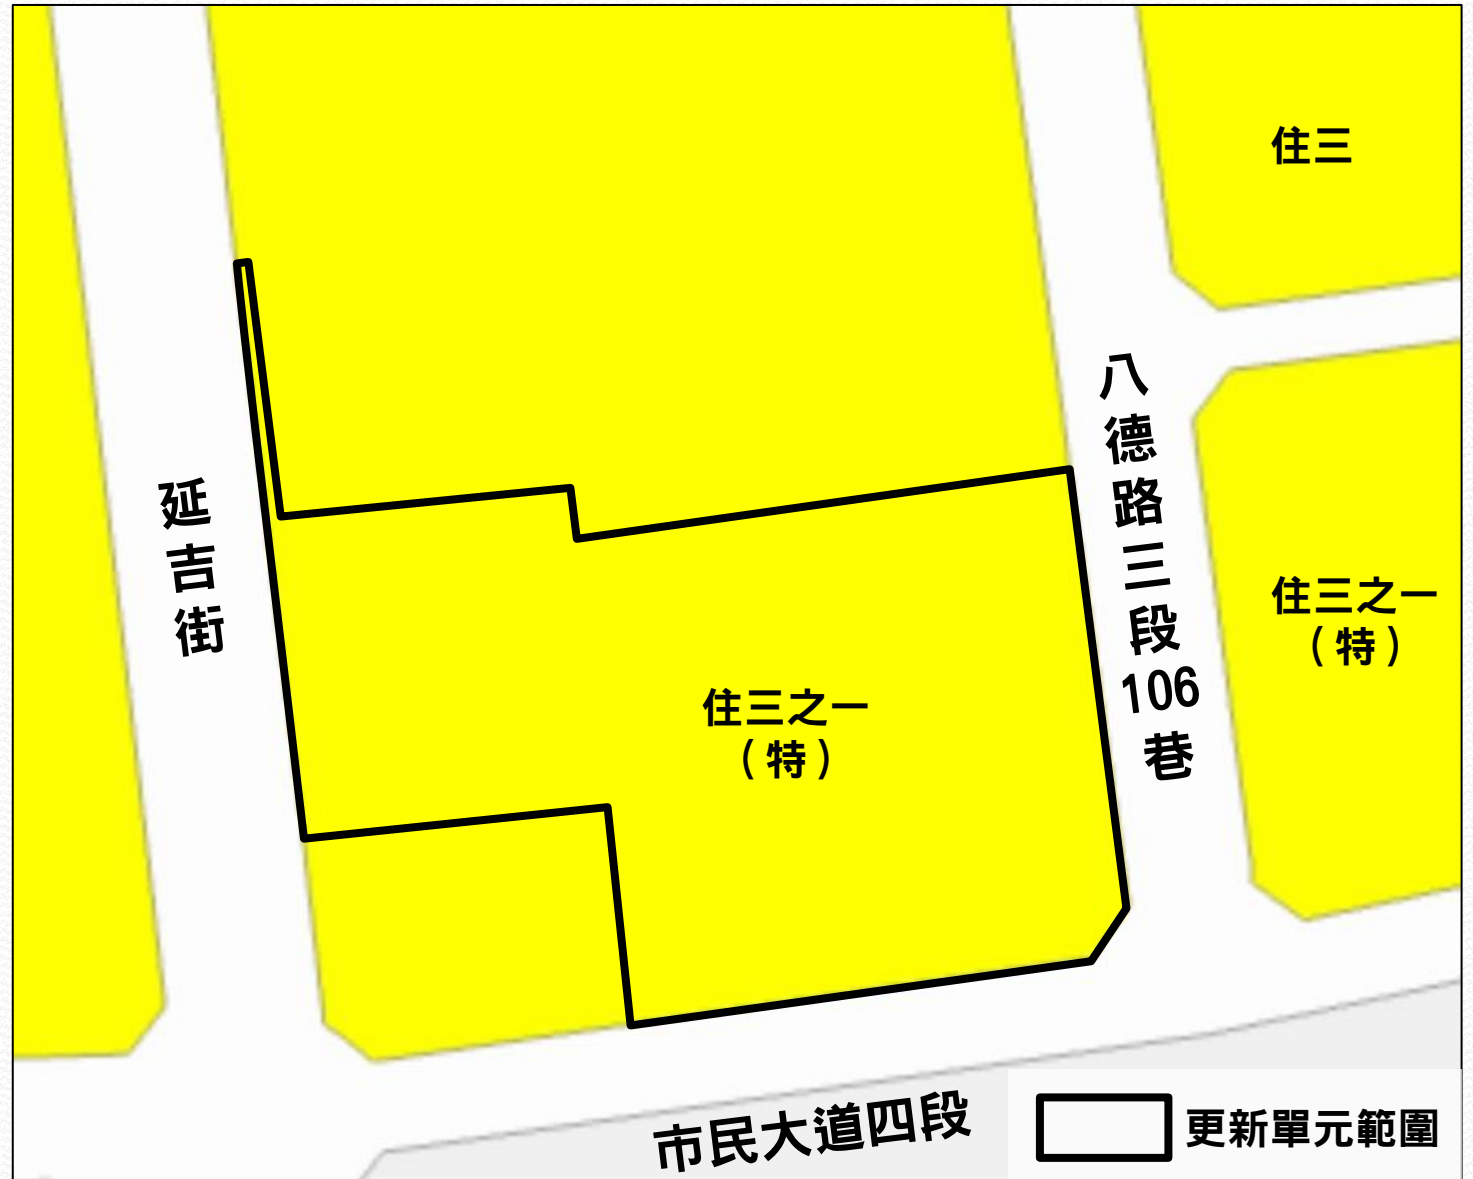 住三
八德路三段106巷
延吉街
住三之一
（特）
住三之一
（特）
市民大道四段
更新單元範圍